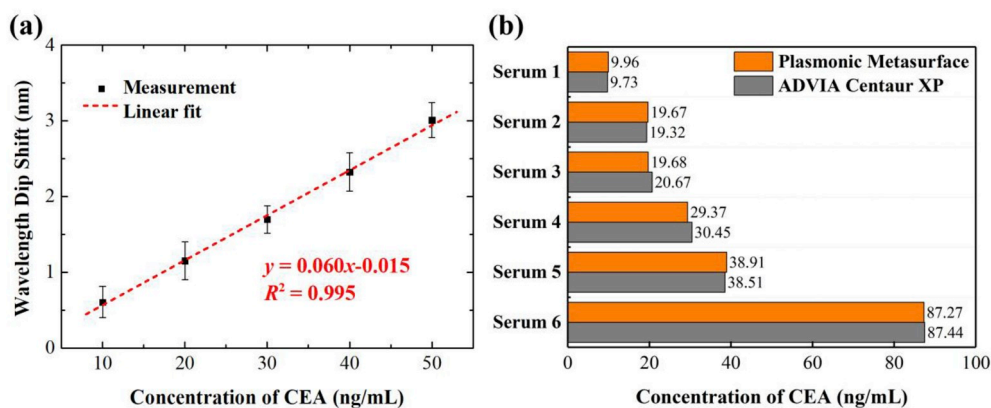 (a)
4
3
2
1
0
Wavelength Dip Shift (nm)
Measurement
Linear fit
y = 0.060x-0.015
R² = 0.995
10 20 30 40 50
Concentration of CEA (ng/mL)
(b)
Plasmonic Metasurface
ADVIA Centaur XP
Serum 1
9.96
9.73
Serum 2
19.67
19.32
Serum 3
19.68
20.67
Serum 4
29.37
30.45
Serum 5
38.91
38.51
Serum 6
87.27
87.44
0 20 40 60 80 100
Concentration of CEA (ng/mL)